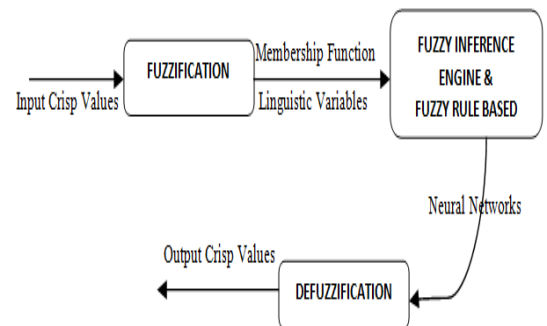 Input Crisp Values
FUZZIFICATION
Membership Function
Linguistic Variables
FUZZY INFERENCE
ENGINE &
FUZZY RULE BASED
Neural Networks
DEFUZZIFICATION
Output Crisp Values